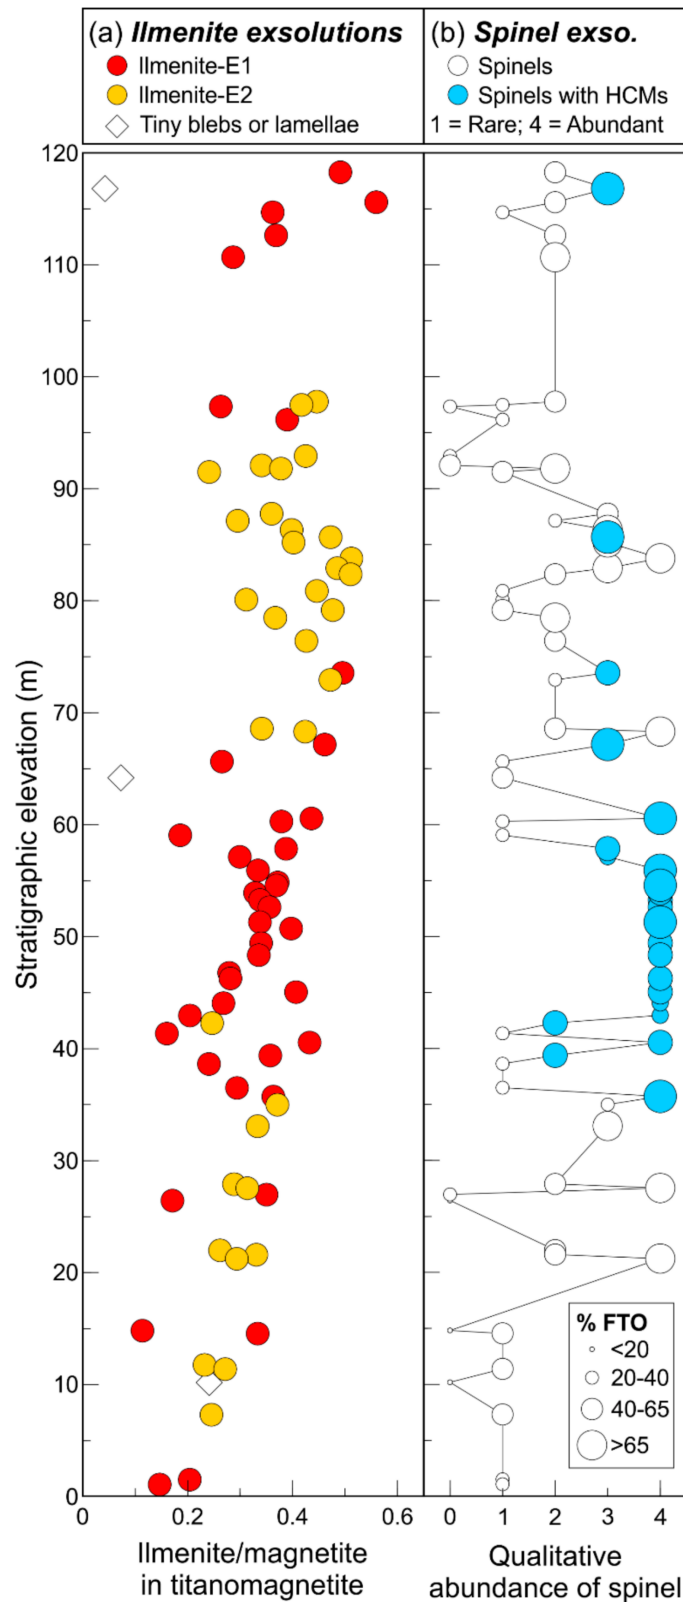 (a) Ilmenite exsolutions
Ilmenite-E1
Ilmenite-E2
Tiny blebs or lamellae
(b) Spinel exso.
Spinels
Spinels with HCMs
1 = Rare; 4 = Abundant
120
110
100
90
80
70
60
50
40
30
20
10
0
Stratigraphic elevation (m)
% FTO
<20
20-40
40-65
>65
0 0.2 0.4 0.6
0 1 2 3 4
Ilmenite/magnetite
in titanomagnetite
Qualitative
abundance of spinel